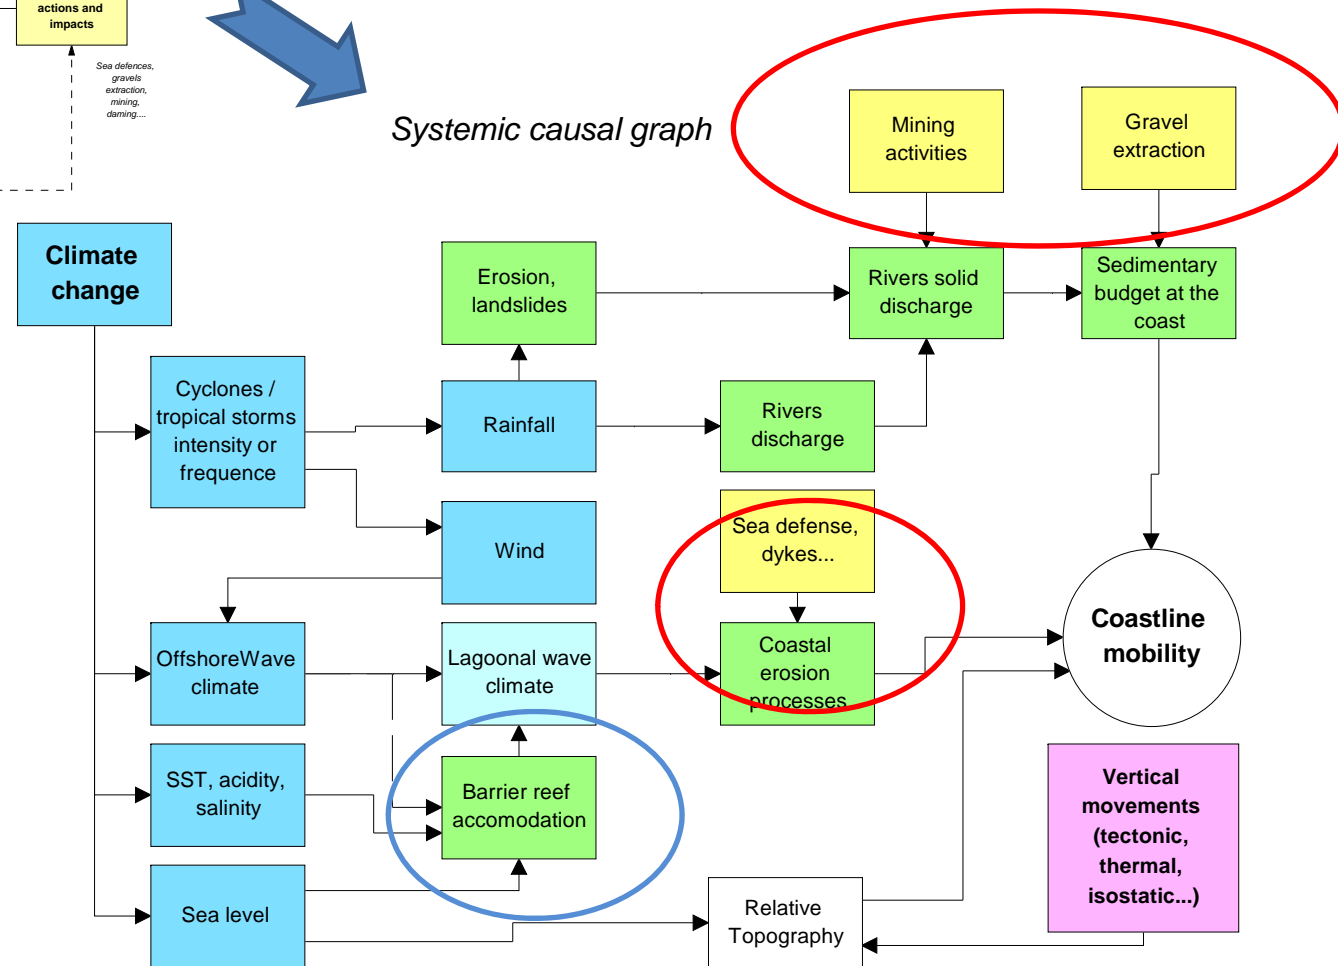 actions and
impacts
Sea defences,
gravels
extraction,
mining,
daming....
Systemic causal graph
Mining
activities
Gravel
extraction
Climate
change
Erosion,
landslides
Rivers solid
discharge
Sedimentary
budget at the
coast
Cyclones /
tropical storms
intensity or
frequence
Rainfall
Rivers
discharge
Wind
Sea defense,
dykes...
OffshoreWave
climate
Lagoonal wave
climate
Coastal
erosion
processes
Coastline
mobility
SST, acidity,
salinity
Barrier reef
accomodation
Vertical
movements
(tectonic,
thermal,
isostatic...)
Sea level
Relative
Topography